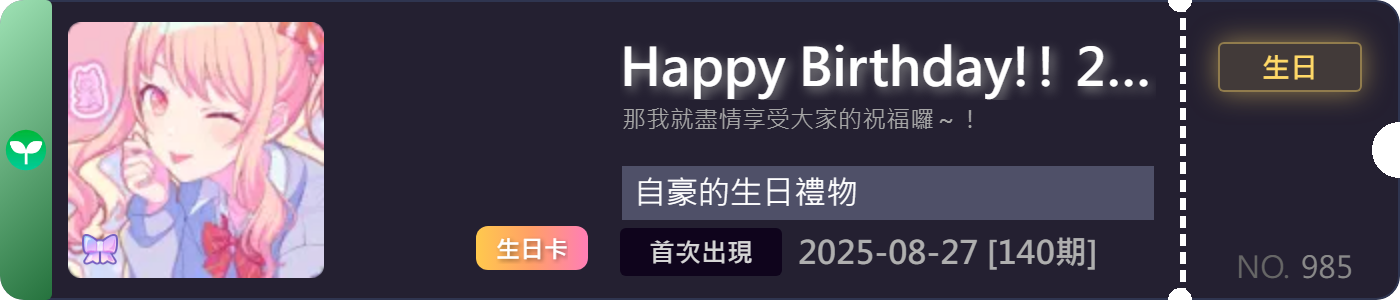 Happy Birthday!! 2...
那我就盡情享受大家的祝福囉～！
自豪的生日禮物
生日卡
首次出現
2025-08-27 [140期]
生日
NO. 985